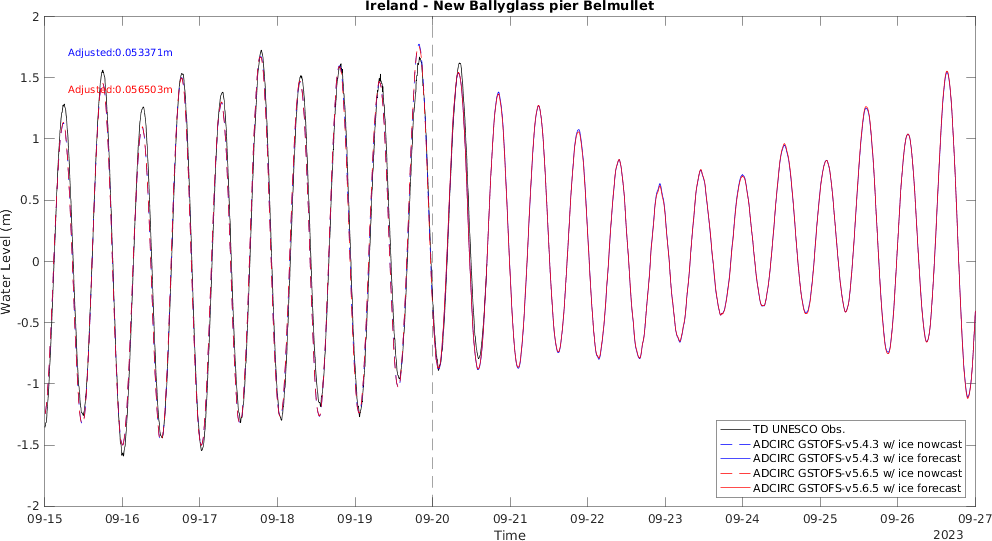 Ireland - New Ballyglass pier Belmullet
Adjusted:0.053371m
Adjusted:0.056503m
Water Level (m)
2
1.5
1
0.5
0
-0.5
-1
-1.5
-2
TD UNESCO Obs.
ADCIRC GSTOFS-v5.4.3 w/ ice nowcast
ADCIRC GSTOFS-v5.4.3 w/ ice forecast
ADCIRC GSTOFS-v5.6.5 w/ ice nowcast
ADCIRC GSTOFS-v5.6.5 w/ ice forecast
09-15 09-16 09-17 09-18 09-19 09-20 09-21 09-22 09-23 09-24 09-25 09-26 09-27
Time
2023